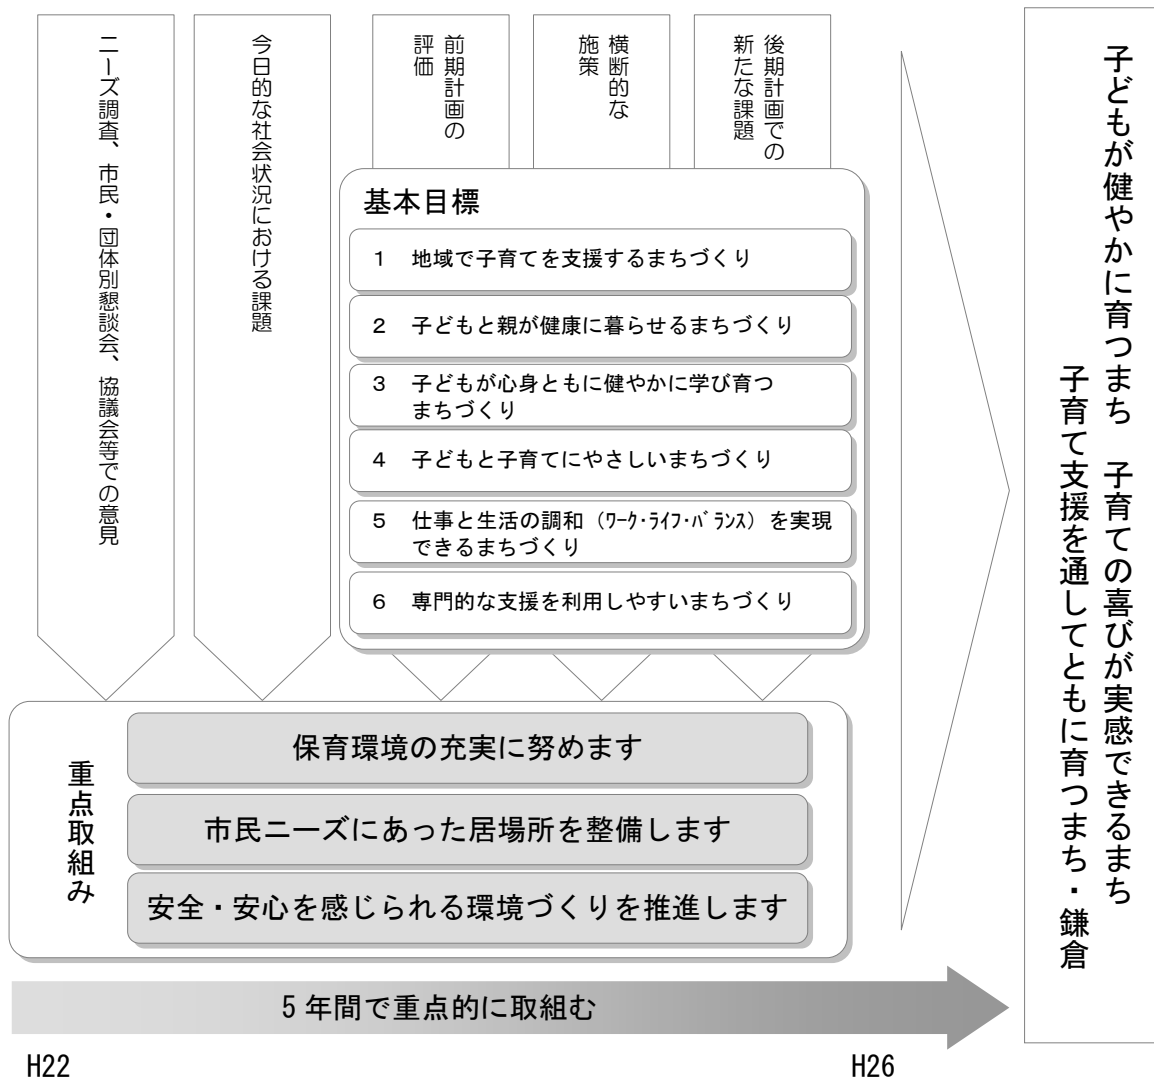 ニーズ調査、市民・団体別懇談会、協議会等での意見
今日的な社会状況における課題
前期計画の
評価
横断的な
施策
後期計画での
新たな課題
基本目標
１ 地域で子育てを支援するまちづくり
２ 子どもと親が健康に暮らせるまちづくり
３ 子どもが心身ともに健やかに学び育つ
まちづくり
４ 子どもと子育てにやさしいまちづくり
５ 仕事と生活の調和（ﾜｰｸ･ﾗｲﾌ･ﾊﾞﾗﾝｽ）を実現
できるまちづくり
６ 専門的な支援を利用しやすいまちづくり
重点取組み
保育環境の充実に努めます
市民ニーズにあった居場所を整備します
安全・安心を感じられる環境づくりを推進します
５年間で重点的に取組む
H22
H26
子どもが健やかに育つまち 子育ての喜びが実感できるまち
子育て支援を通してともに育つまち・鎌倉